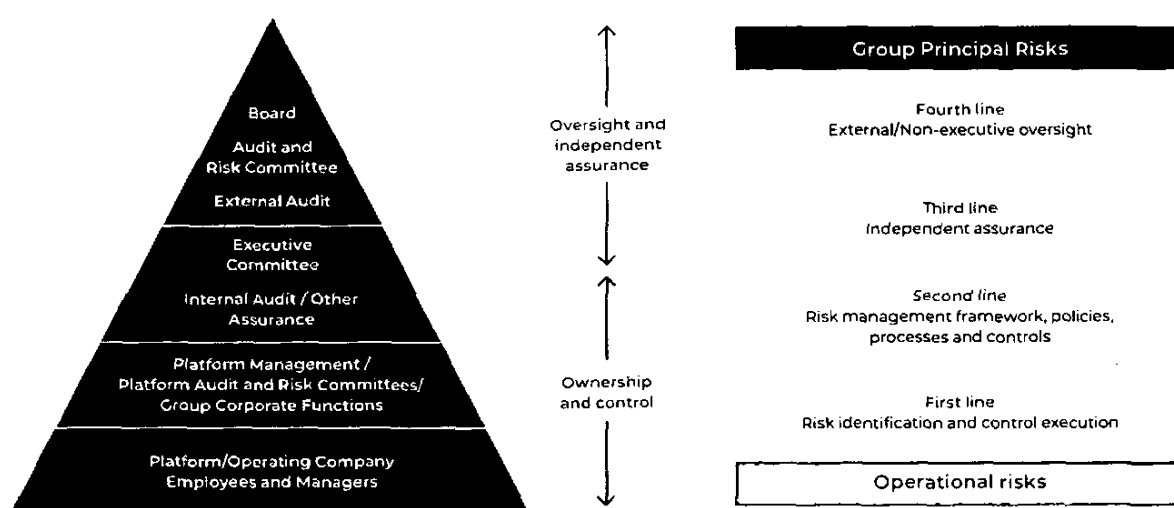 Board
Audit and
Risk Committee
External Audit
Executive
Committee
Internal Audit / Other
Assurance
Platform Management /
Platform Audit and Risk Committees/
Group Corporate Functions
Platform/Operating Company
Employees and Managers
Oversight and
independent
assurance
Ownership
and control
Group Principal Risks
Fourth line
External/Non-executive oversight
Third line
Independent assurance
Second line
Risk management framework, policies,
processes and controls
First line
Risk identification and control execution
Operational risks